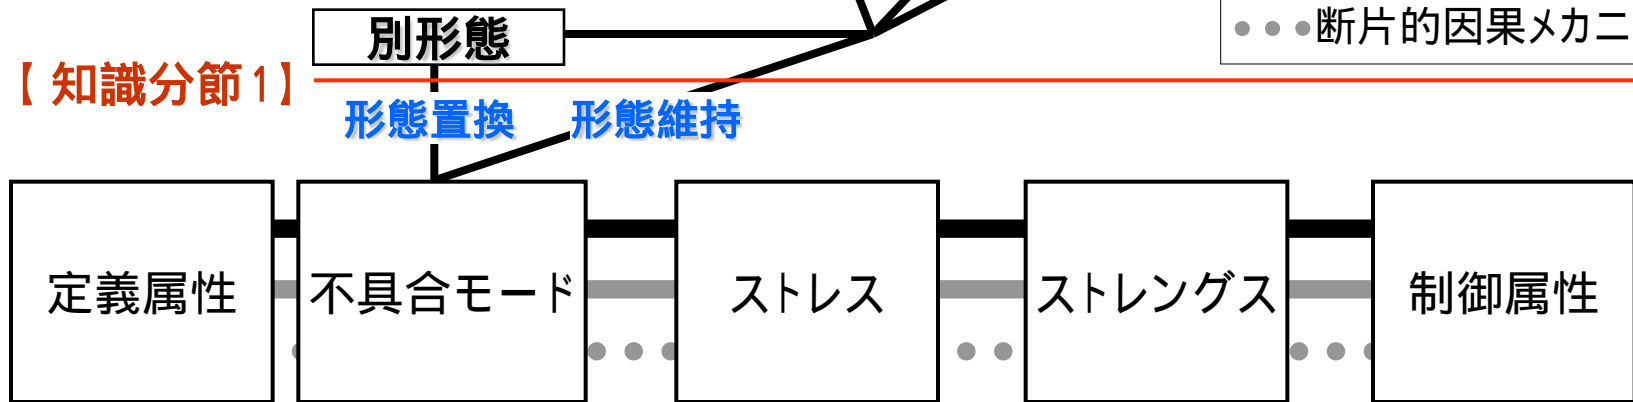 別形態
●●●断片的因果メカニ
【知識分節1】
形態置換 形態維持
定義属性 不具合モード ストレス ストレングス 制御属性